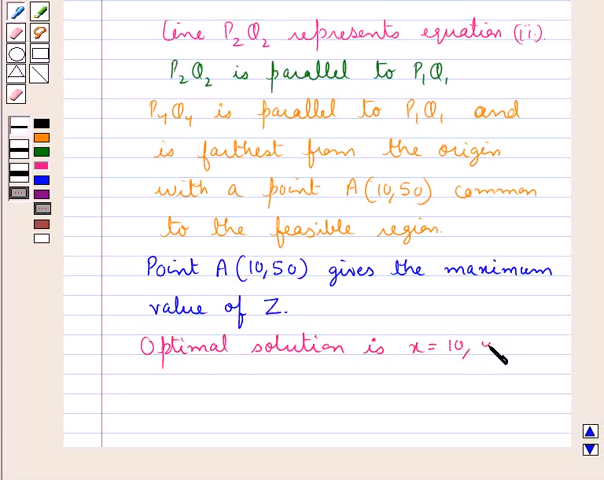 Line P₂Q₂ represents equation (ii).
P₂Q₂ is parallel to P₁Q₁
P₄Q₄ is parallel to P₁Q₁ and
is farthest from the origin
with a point A(10,50) common
to the feasible region.
Point A(10,50) gives the maximum
value of Z.
Optimal solution is x = 10,